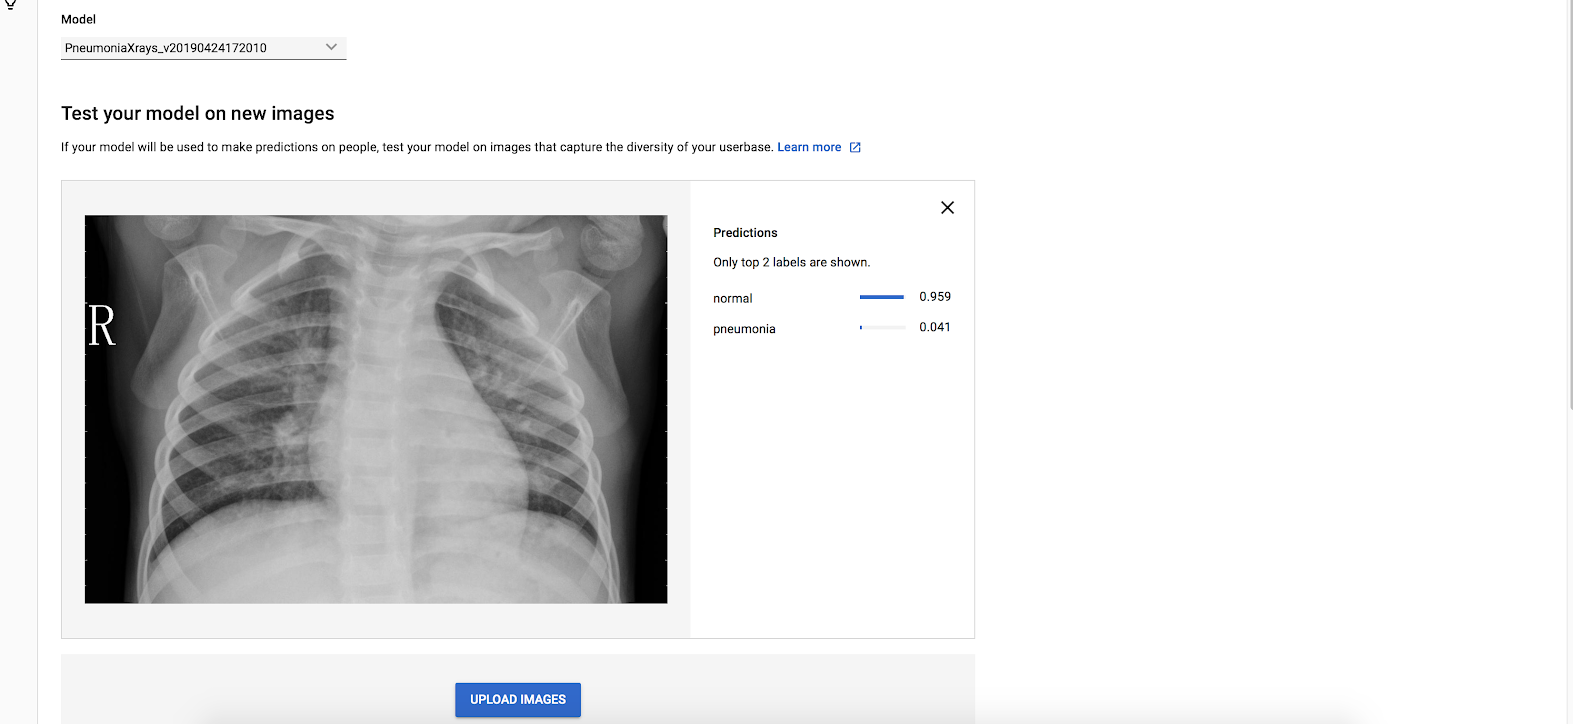 Model
PneumoniaXrays_v20190424172010
Test your model on new images
If your model will be used to make predictions on people, test your model on images that capture the diversity of your userbase. Learn more
R
Predictions
Only top 2 labels are shown.
normal 0.959
pneumonia 0.041
UPLOAD IMAGES